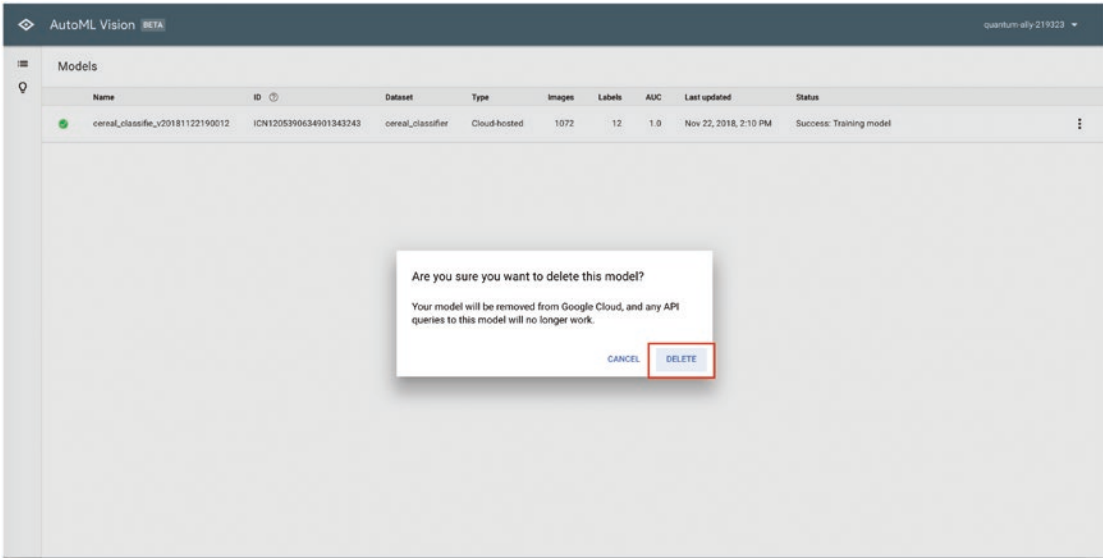 AutoML Vision BETA
quantum-ally-219323
Models
Name ID Dataset Type Images Labels AUC Last updated Status
cereal_classifie_v20181122190012 ICN1205390634901343243 cereal_classifier Cloud-hosted 1072 12 1.0 Nov 22, 2018, 2:10 PM Success: Training model
Are you sure you want to delete this model?
Your model will be removed from Google Cloud, and any API
queries to this model will no longer work.
CANCEL DELETE